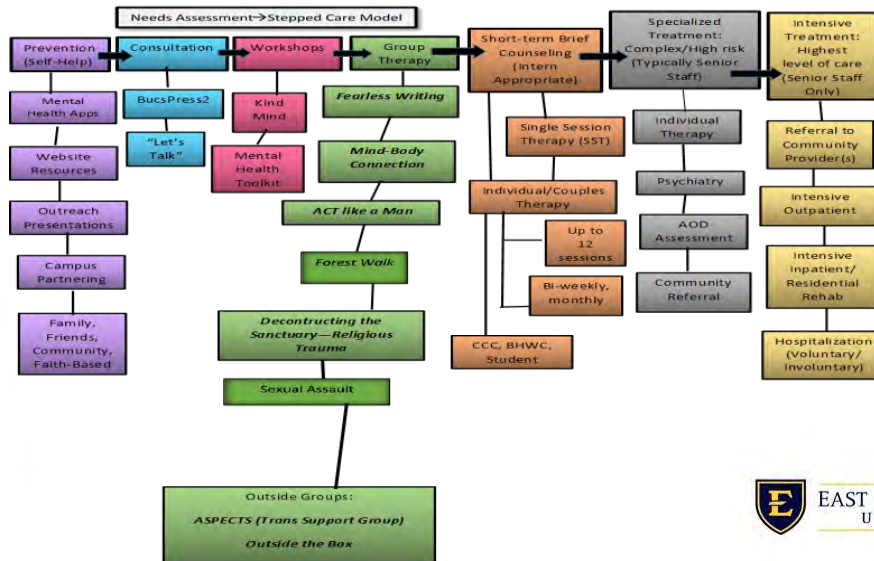 Needs Assessment→Stepped Care Model
Prevention
(Self-Help)
Consultation
Workshops
Group
Therapy
Short-term Brief
Counseling
(Intern
Appropriate)
Specialized
Treatment:
Complex/High risk
(Typically Senior
Staff)
Intensive
Treatment:
Highest
level of care
(Senior Staff
Only)
Mental
Health Apps
Website
Resources
Outreach
Presentations
Campus
Partnering
Family,
Friends,
Community,
Faith-Based
BucsPress2
“Let’s
Talk”
Kind
Mind
Mental
Health
Toolkit
Fearless Writing
Mind-Body
Connection
ACT like a Man
Forest Walk
Decontructing the
Sanctuary—Religious
Trauma
Sexual Assault
Outside Groups:
ASPECTS (Trans Support Group)
Outside the Box
Single Session
Therapy (SST)
Individual/Couples
Therapy
Up to
12
sessions
Bi-weekly,
monthly
CCC, BHWC,
Student
Individual
Therapy
Psychiatry
AOD
Assessment
Community
Referral
Referral to
Community
Provider(s)
Intensive
Outpatient
Intensive
Inpatient/
Residential
Rehab
Hospitalization
(Voluntary/
Involuntary)
E
EAST
U